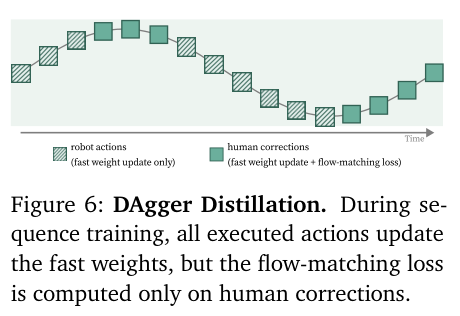 Time
robot actions
(fast weight update only)
human corrections
(fast weight update + flow-matching loss)
Figure 6: DAgger Distillation. During se-
quence training, all executed actions update
the fast weights, but the flow-matching loss
is computed only on human corrections.